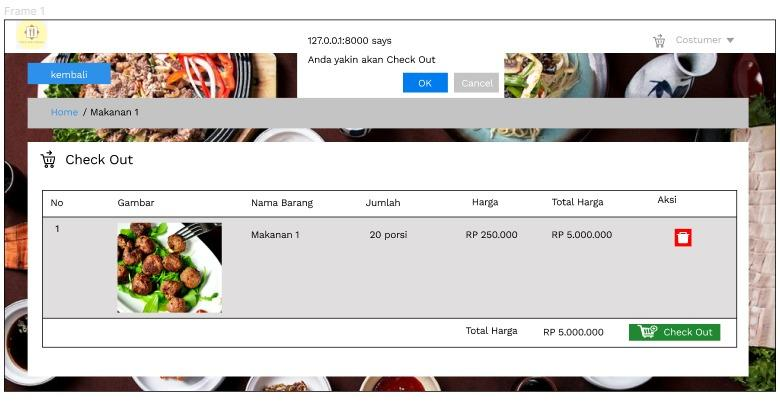 Frame 1
127.0.0.1:8000 says
Costumer
Anda yakin akan Check Out
kembali
OK
Cancel
Home / Makanan 1
Check Out
No Gambar Nama Barang Jumlah Harga Total Harga Aksi
1 Makanan 1 20 porsi RP 250.000 RP 5.000.000
Total Harga RP 5.000.000 Check Out